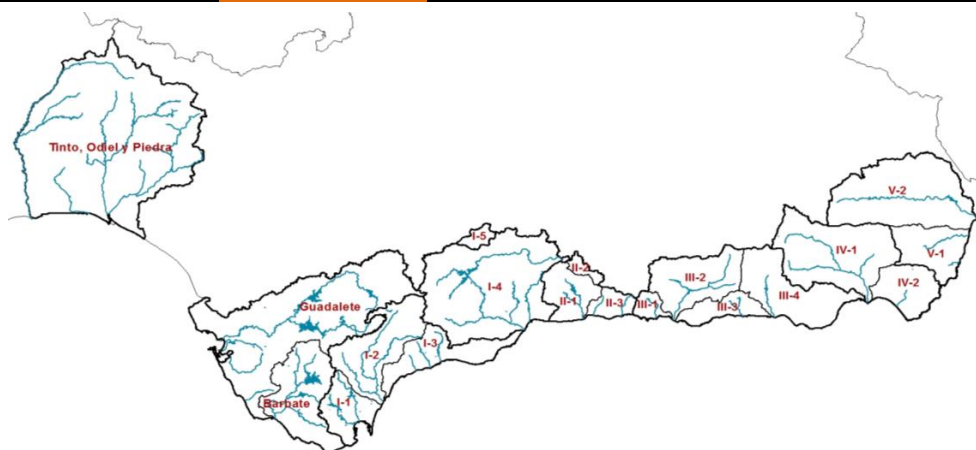 Tinto, Odiel y Piedra
V-2
I-5
IV-1
V-1
II-2
III-2
I-4
IV-2
II-1
II-3
III-1
III-3
III-4
Guadalete
I-3
I-2
Barbate
I-1